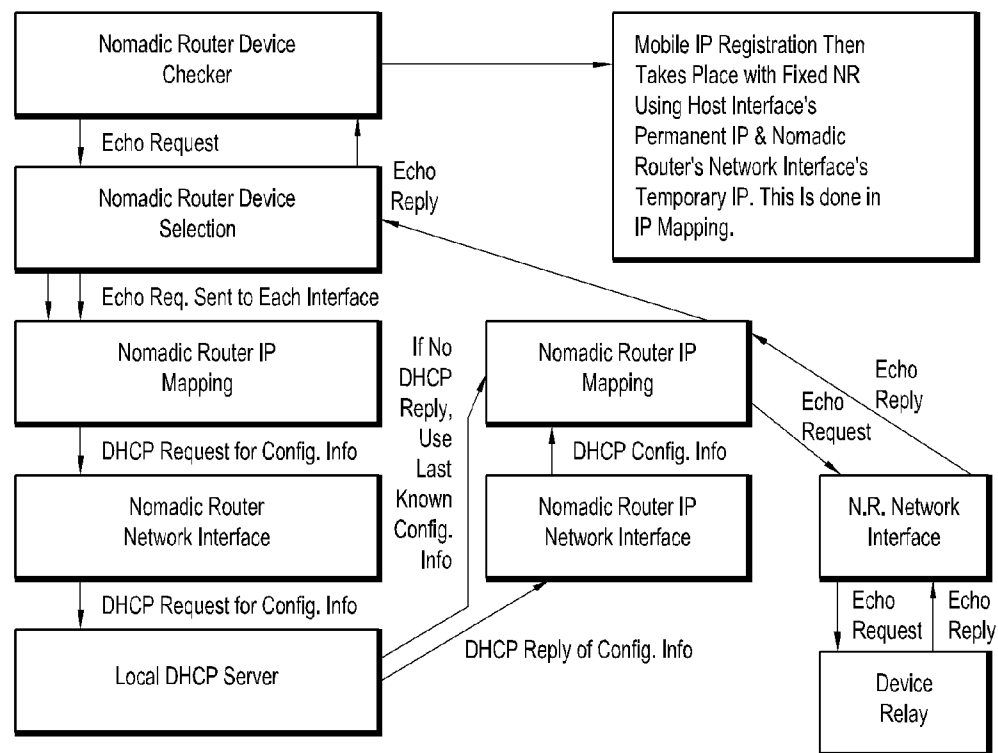 Nomadic Router Device
Checker
Mobile IP Registration Then
Takes Place with Fixed NR
Using Host Interface's
Permanent IP & Nomadic
Router's Network Interface's
Temporary IP. This Is done in
IP Mapping.
Echo Request
Echo
Reply
Nomadic Router Device
Selection
Echo Req. Sent to Each Interface
Nomadic Router IP
Mapping
If No
DHCP
Reply,
Use
Last
Known
Config.
Info
Nomadic Router IP
Mapping
Echo
Reply
Echo
Request
DHCP Request for Config. Info
DHCP Config. Info
Nomadic Router
Network Interface
Nomadic Router IP
Network Interface
N.R. Network
Interface
DHCP Request for Config. Info
Echo
Request
Echo
Reply
DHCP Reply of Config. Info
Local DHCP Server
Device
Relay